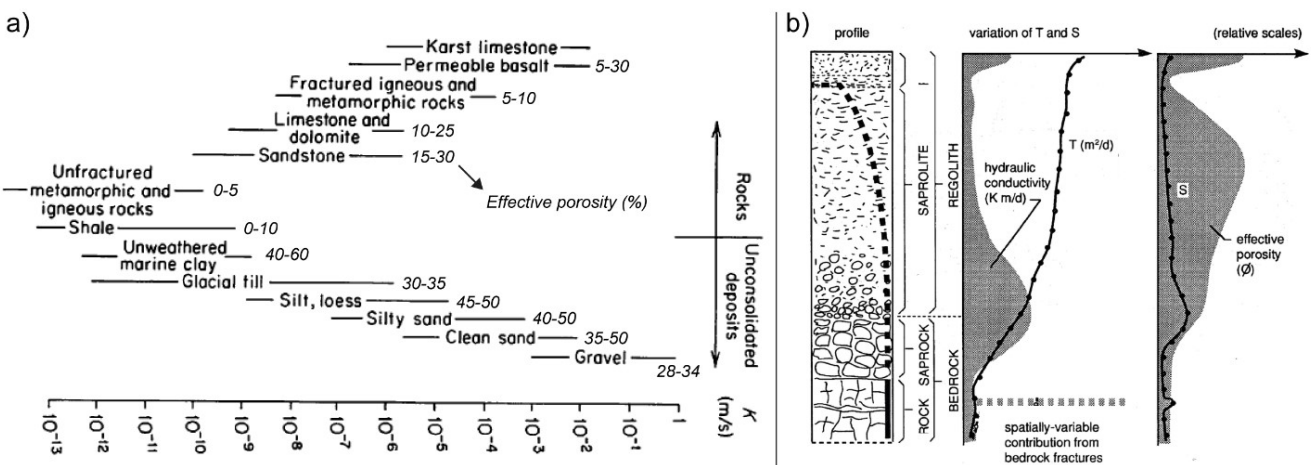 a)
Karst limestone
Permeable basalt 5-30
Fractured igneous and
metamorphic rocks 5-10
Limestone and
dolomite 10-25
Sandstone 15-30
Effective porosity (%)
Unfractured
metamorphic and
igneous rocks 0-5
Shale 0-10
Unweathered
marine clay 40-60
Glacial till 30-35
Silt, loess 45-50
Silty sand 40-50
Clean sand 35-50
Gravel 28-34
Rocks
Unconsolidated
deposits
K
(m/s)
10-13 10-12 10-11 10-10 10-9 10-8 10-7 10-6 10-5 10-4 10-3 10-2 10-1 1
b)
profile
variation of T and S
(relative scales)
I
SAPROLITE
REGOLITH
SAPROCK
ROCK
BEDROCK
T (m²/d)
hydraulic
conductivity
(K m/d)
S
effective
porosity
(Ø)
spatially-variable
contribution from
bedrock fractures